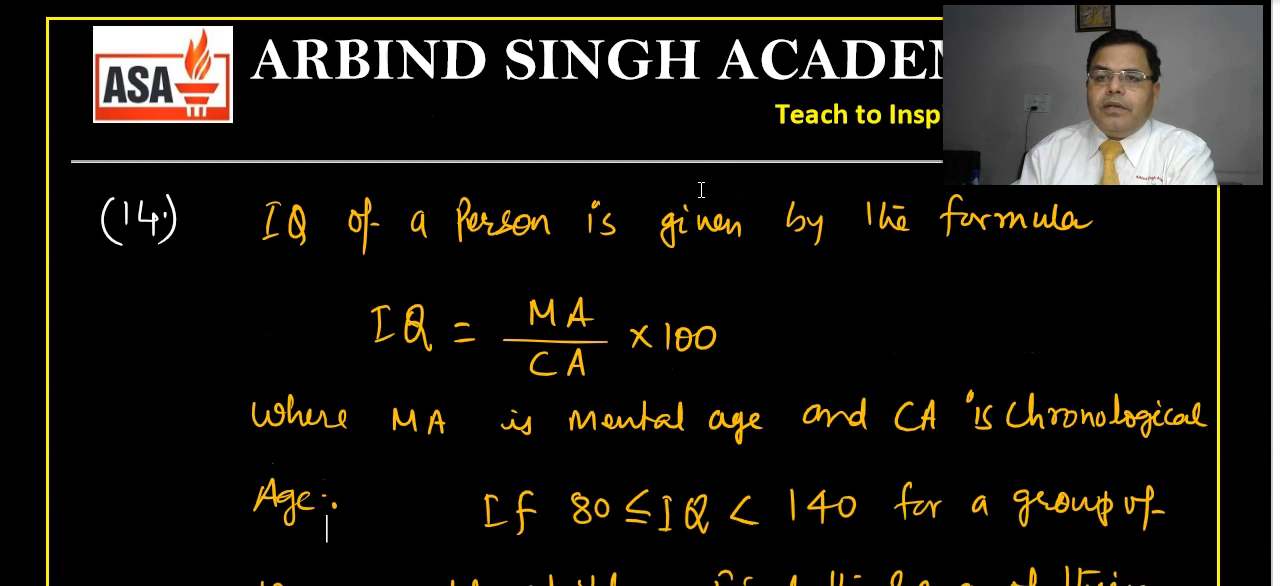 ASA
ARBIND SINGH ACADEM
Teach to Insp
(14.) IQ of a Person is given by the formula
IQ = MA / CA × 100
where MA is Mental age and CA is Chronological
Age. If 80 ≤ IQ < 140 for a group of